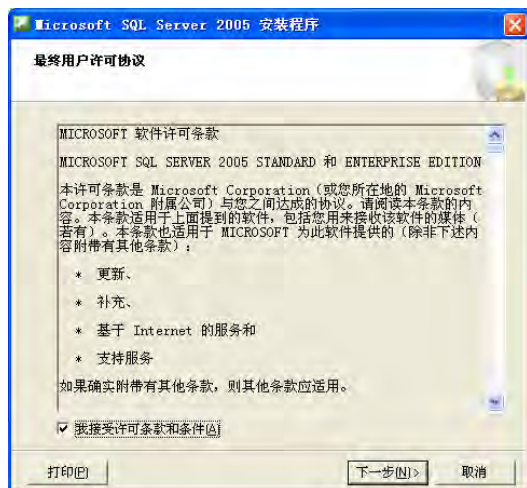 Microsoft SQL Server 2005 安装程序
最终用户许可协议
MICROSOFT 软件许可条款
MICROSOFT SQL SERVER 2005 STANDARD 和 ENTERPRISE EDITION
本许可条款是 Microsoft Corporation（或您所在地的 Microsoft
Corporation 附属公司）与您之间达成的协议。请阅读本条款的内
容。本条款适用于上面提到的软件，包括您用来接收该软件的媒体（
若有）。本条款也适用于 MICROSOFT 为此软件提供的（除非下述内
容附带有其他条款）：
* 更新、
* 补充、
* 基于 Internet 的服务和
* 支持服务
如果确实附带有其他条款，则其他条款应适用。
我接受许可条款和条件(A)
打印(P)
下一步(N)>
取消